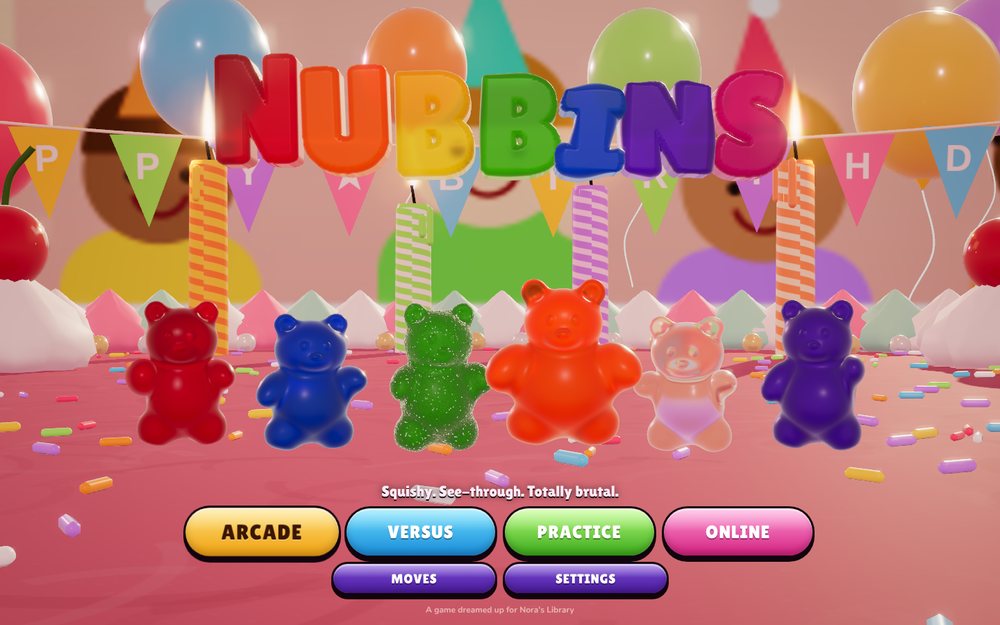 NUBBINS
P P Y A B I R H D
Squishy. See-through. Totally brutal.
ARCADE VERSUS PRACTICE ONLINE
MOVES SETTINGS
A game dreamed up for Nora's Library